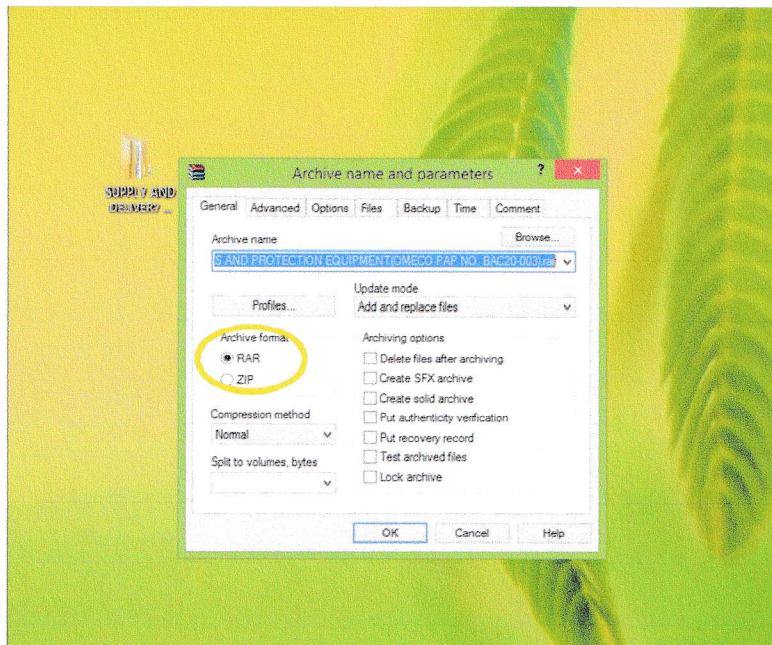 SUPPLY AND
DELIVERY ...
Archive name and parameters
?
x
General Advanced Options Files Backup Time Comment
Archive name
Browse...
S AND PROTECTION EQUIPMENT(OMECO PAP NO. BAC20-003).rar
Profiles...
Update mode
Add and replace files
Archive format
RAR
ZIP
Compression method
Normal
Split to volumes, bytes
Archiving options
Delete files after archiving
Create SFX archive
Create solid archive
Put authenticity verification
Put recovery record
Test archived files
Lock archive
OK Cancel Help